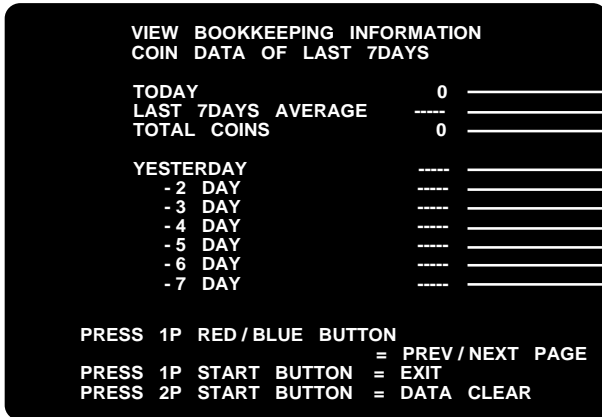 VIEW BOOKKEEPING INFORMATION
COIN DATA OF LAST 7DAYS
TODAY 0
LAST 7DAYS AVERAGE -----
TOTAL COINS 0
YESTERDAY -----
-2 DAY -----
-3 DAY -----
-4 DAY -----
-5 DAY -----
-6 DAY -----
-7 DAY -----
PRESS 1P RED/BLUE BUTTON
= PREV/NEXT PAGE
PRESS 1P START BUTTON = EXIT
PRESS 2P START BUTTON = DATA CLEAR